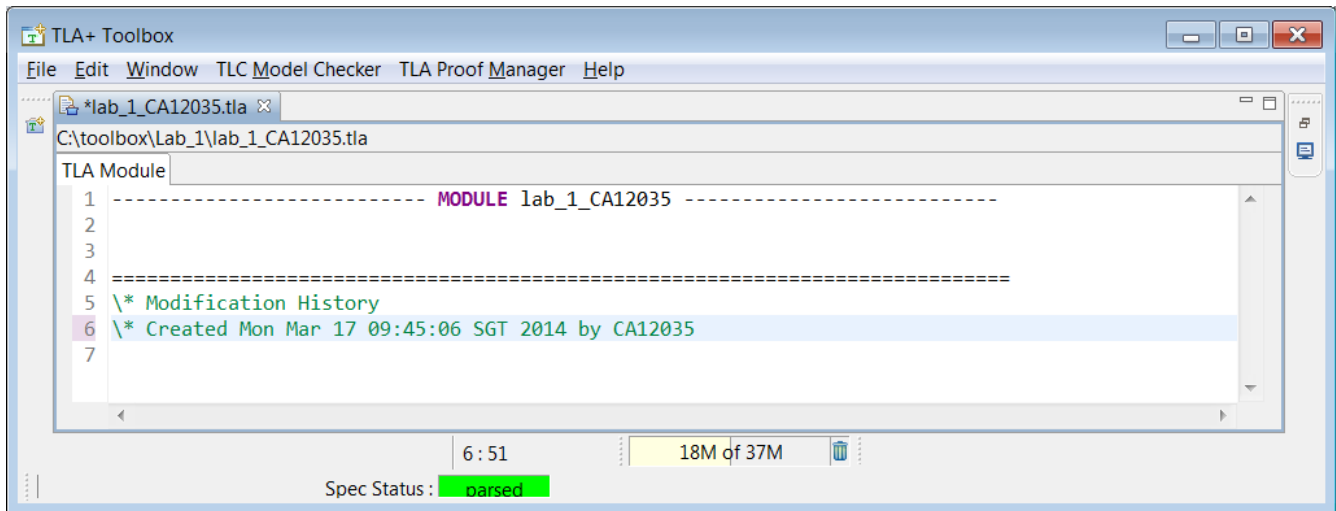 TLA+ Toolbox
File Edit Window TLC Model Checker TLA Proof Manager Help
*lab_1_CA12035.tla
C:\toolbox\Lab_1\lab_1_CA12035.tla
TLA Module
1 --------------------------- MODULE lab_1_CA12035 ---------------------------
2
3
4 =============================================================================
5 \* Modification History
6 \* Created Mon Mar 17 09:45:06 SGT 2014 by CA12035
7
6 : 51 18M of 37M
Spec Status : parsed